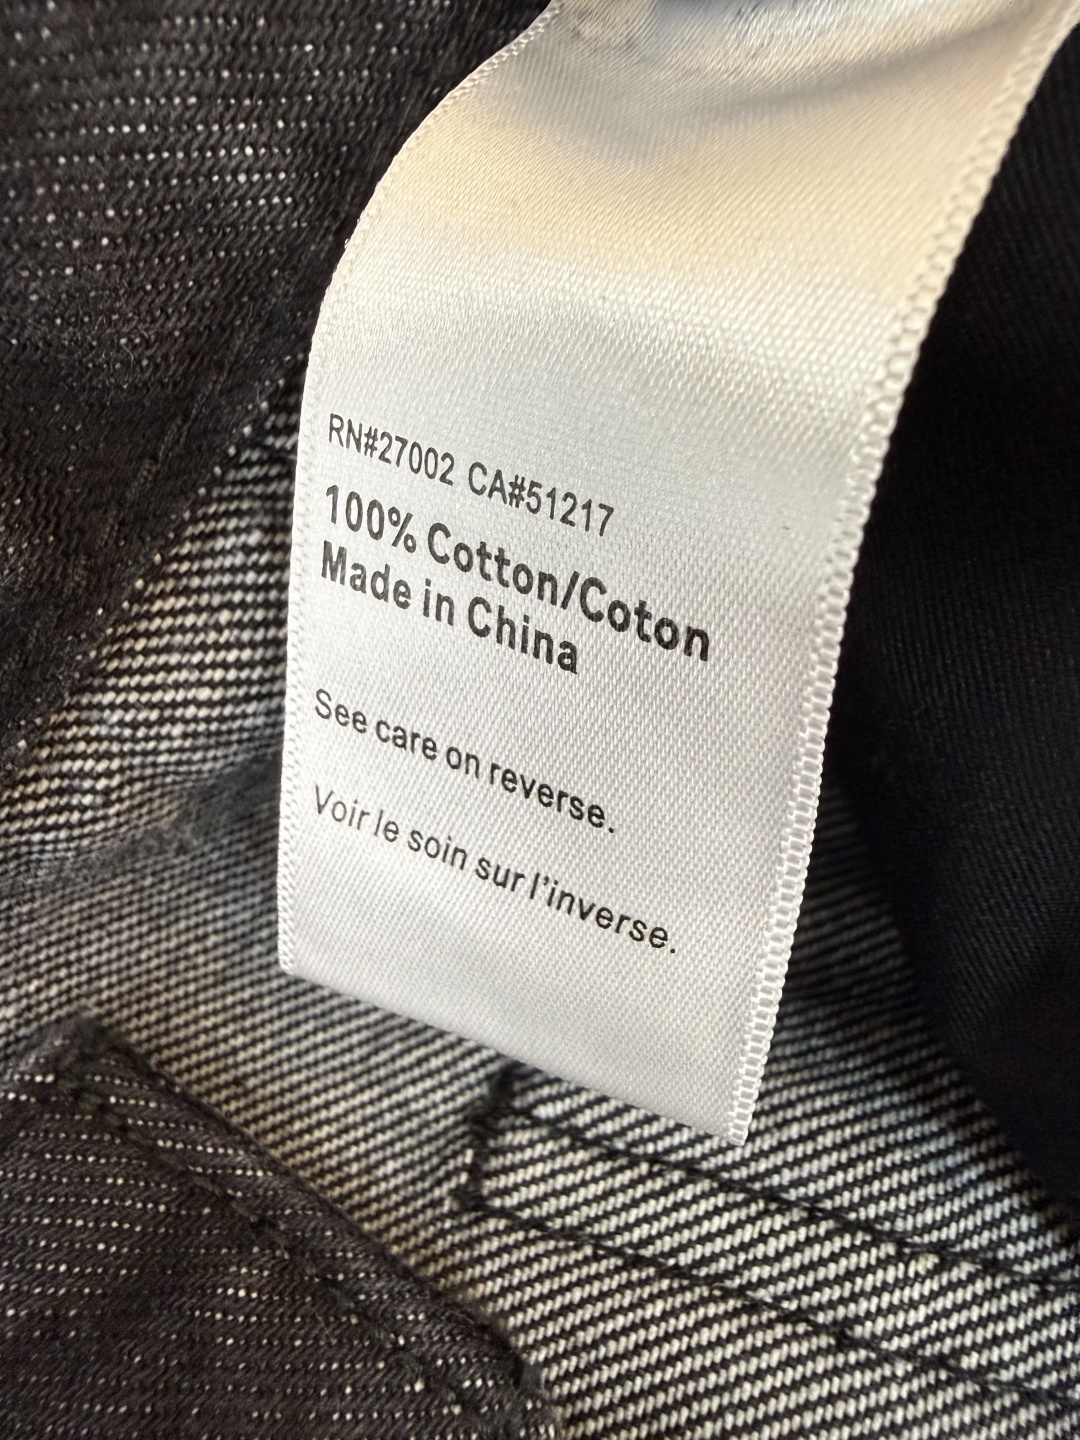 RN#27002 CA#51217
100% Cotton/Coton
Made in China
See care on reverse.
Voir le soin sur l'inverse.